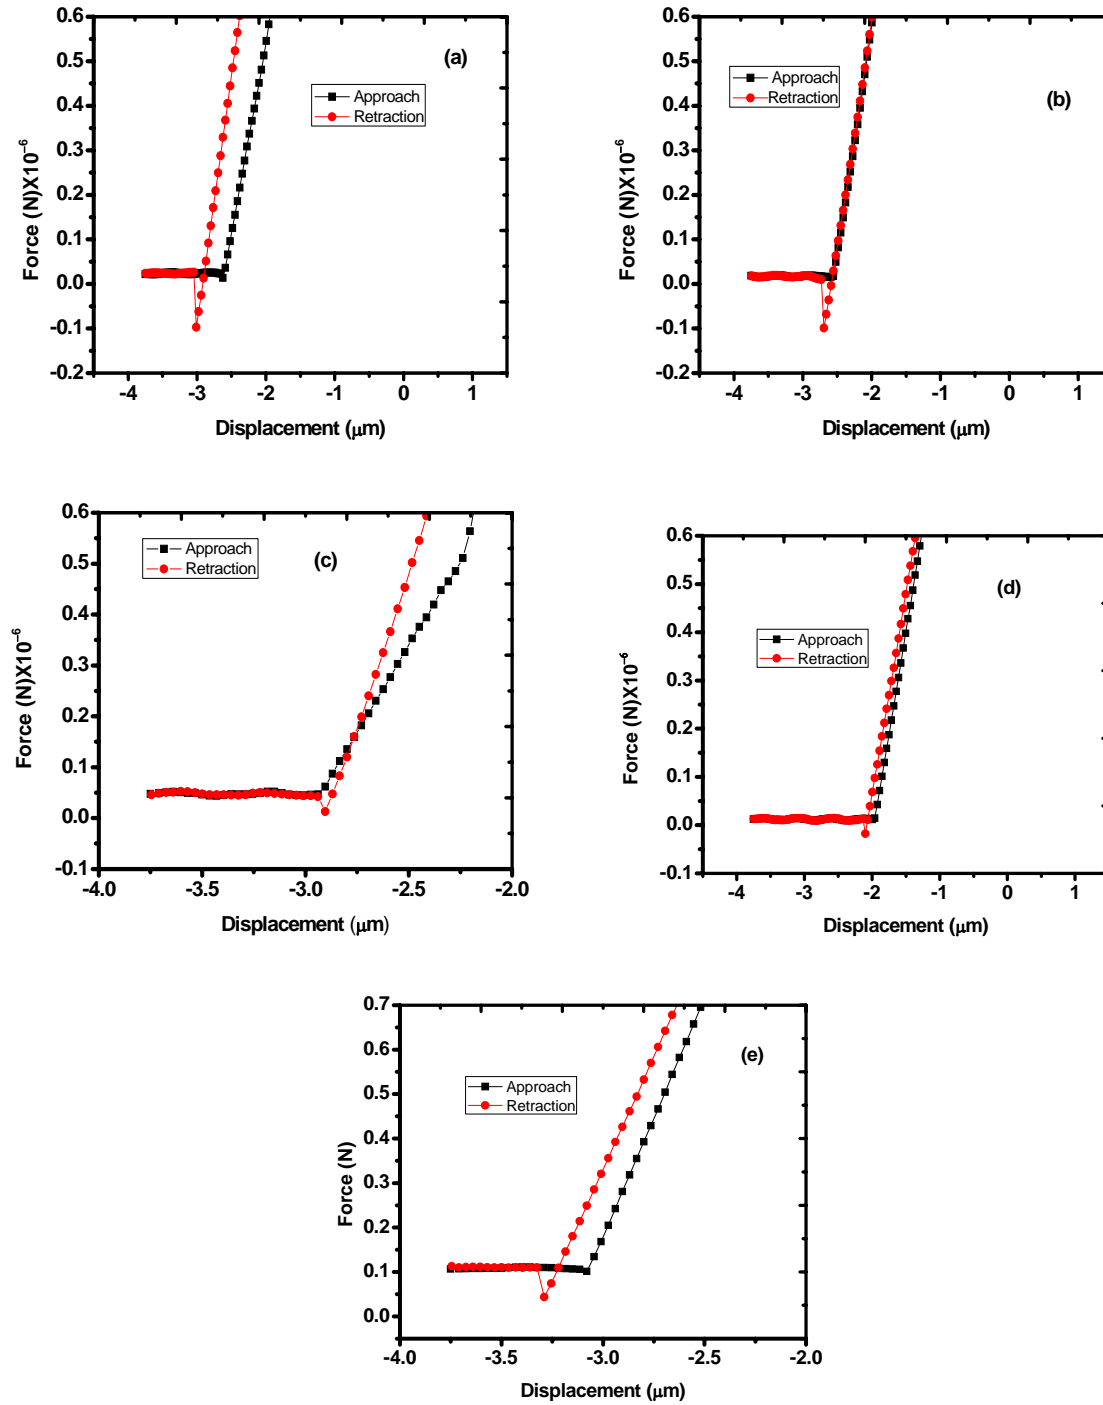 0.6
0.5
0.4
0.3
0.2
0.1
0.0
-0.1
-0.2
-4 -3 -2 -1 0 1
Force (N)X10⁻⁶
Displacement (μm)
(a)
Approach
Retraction
0.6
0.5
0.4
0.3
0.2
0.1
0.0
-0.1
-0.2
-4 -3 -2 -1 0 1
Force (N)X10⁻⁶
Displacement (μm)
(b)
Approach
Retraction
0.6
0.5
0.4
0.3
0.2
0.1
0.0
-0.1
-4.0 -3.5 -3.0 -2.5 -2.0
Force (N)X10⁻⁶
Displacement (μm)
(c)
Approach
Retraction
0.6
0.5
0.4
0.3
0.2
0.1
0.0
-0.1
-4 -3 -2 -1 0 1
Force (N)X10⁻⁶
Displacement (μm)
(d)
Approach
Retraction
0.7
0.6
0.5
0.4
0.3
0.2
0.1
0.0
-4.0 -3.5 -3.0 -2.5 -2.0
Force (N)
Displacement (μm)
(e)
Approach
Retraction